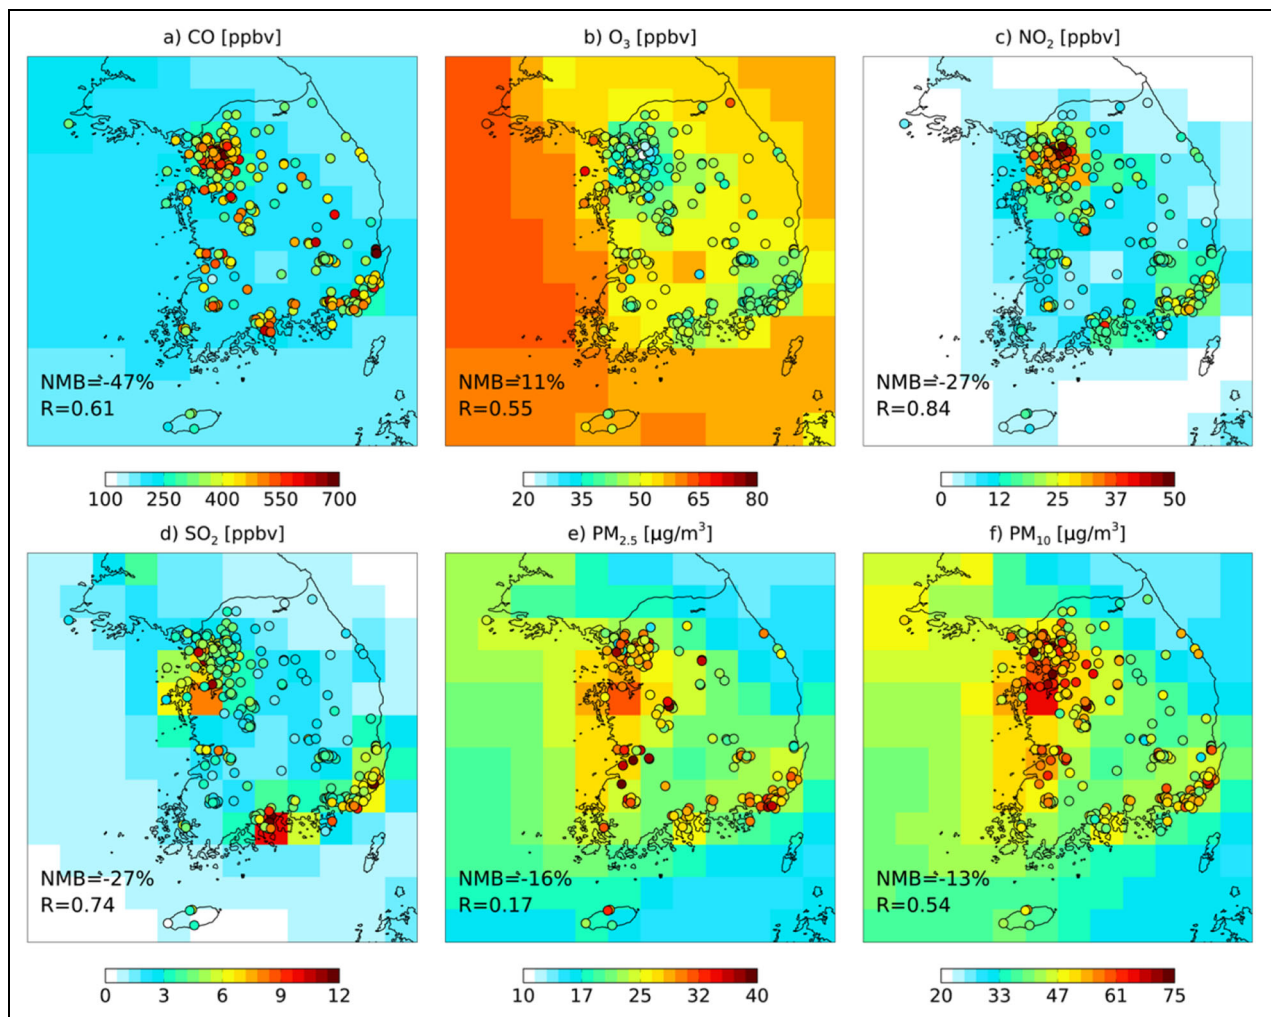 a) CO [ppbv]
b) O3 [ppbv]
c) NO2 [ppbv]
NMB=-47%
R=0.61
NMB=11%
R=0.55
NMB=-27%
R=0.84
100 250 400 550 700
20 35 50 65 80
0 12 25 37 50
d) SO2 [ppbv]
e) PM2.5 [µg/m3]
f) PM10 [µg/m3]
NMB=-27%
R=0.74
NMB=-16%
R=0.17
NMB=-13%
R=0.54
0 3 6 9 12
10 17 25 32 40
20 33 47 61 75